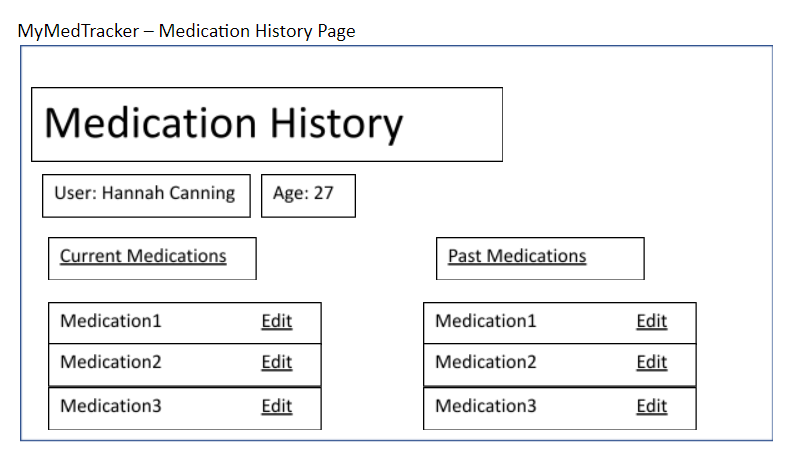 MyMedTracker – Medication History Page
Medication History
User: Hannah Canning Age: 27
Current Medications Past Medications
Medication1 Edit Medication1 Edit
Medication2 Edit Medication2 Edit
Medication3 Edit Medication3 Edit